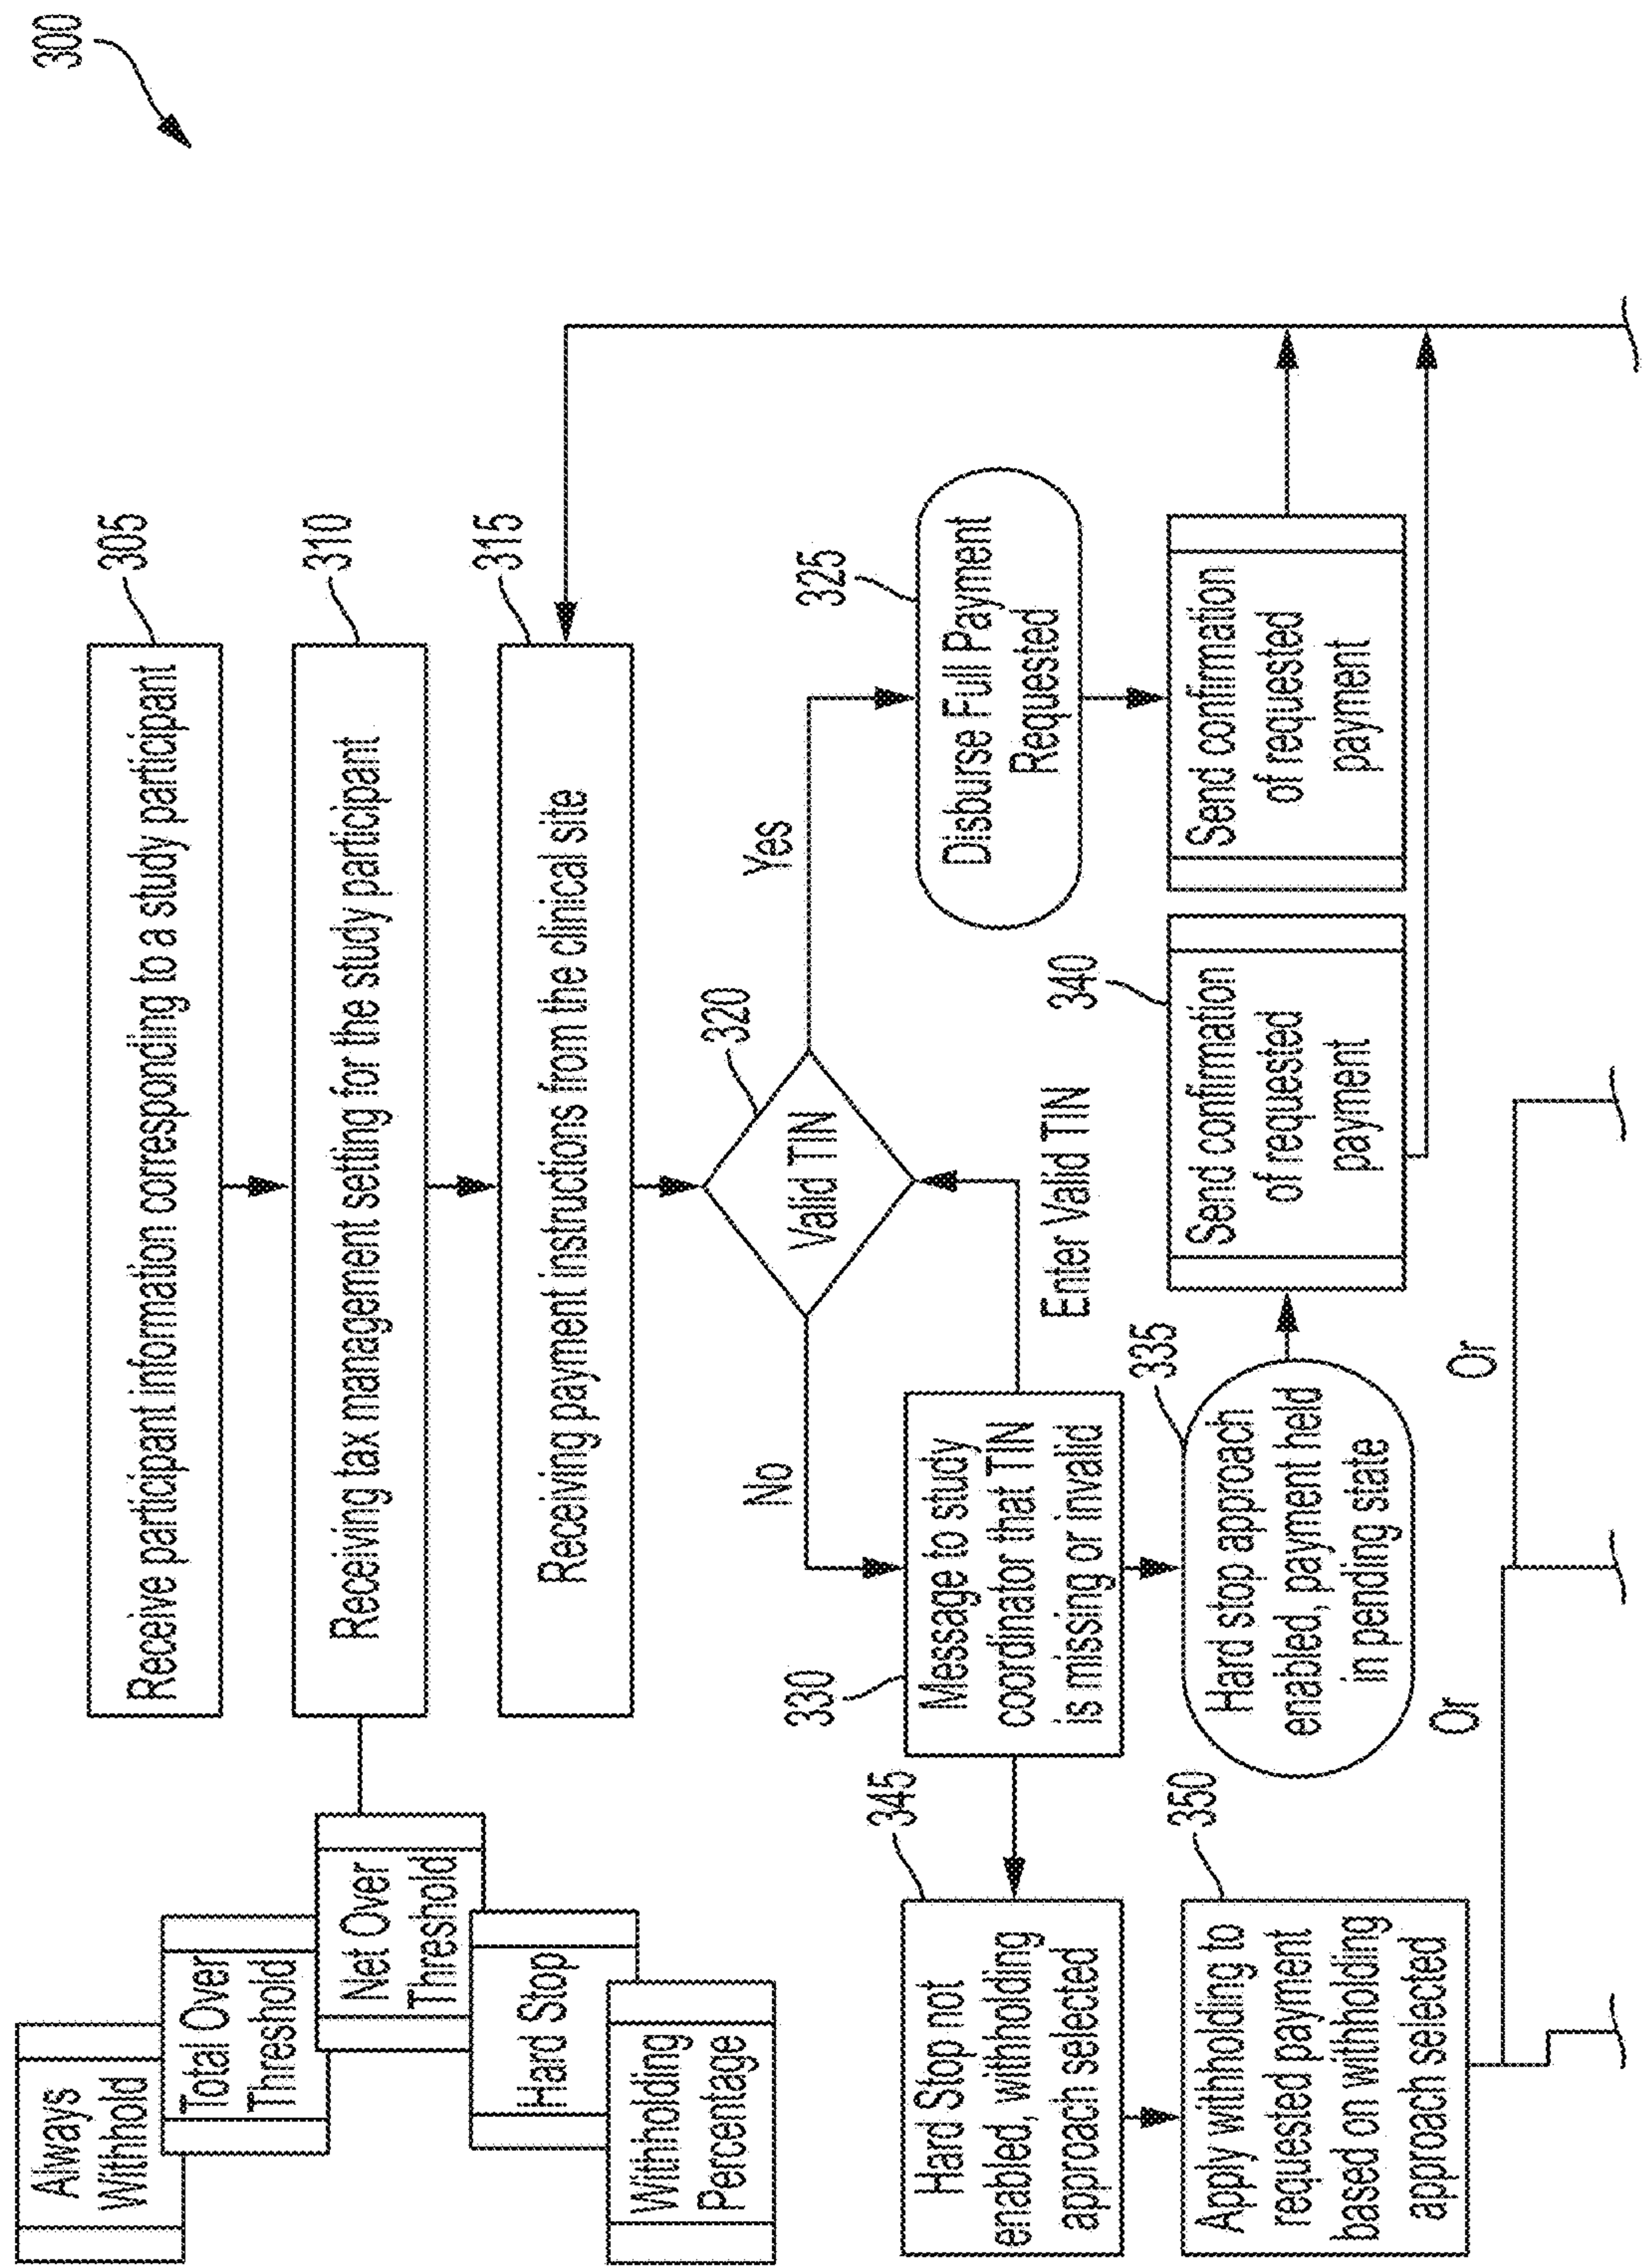 300
Receive participant information corresponding to a study participant
305
Always
Withhold
Total Over
Threshold
Net Over
Threshold
Hard Stop
Withholding
Percentage
Receiving tax management setting for the study participant
310
Receiving payment instructions from the clinical site
315
320
Valid TIN
No
Yes
325
Disburse Full Payment
Requested
330
Message to study
coordinator that TIN
is missing or invalid
Enter Valid TIN
345
Hard Stop not
enabled, withholding
approach selected
335
Hard stop approach
enabled, payment held
in pending state
340
Send confirmation
of requested
payment
Send confirmation
of requested
payment
350
Apply withholding to
requested payment
based on withholding
approach selected
Or
Or